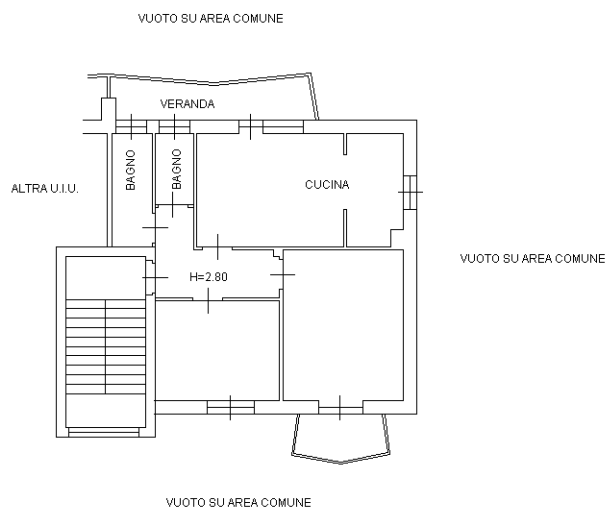 VUOTO SU AREA COMUNE
VERANDA
BAGNO
BAGNO
CUCINA
ALTRA U.I.U.
VUOTO SU AREA COMUNE
H=2.80
VUOTO SU AREA COMUNE